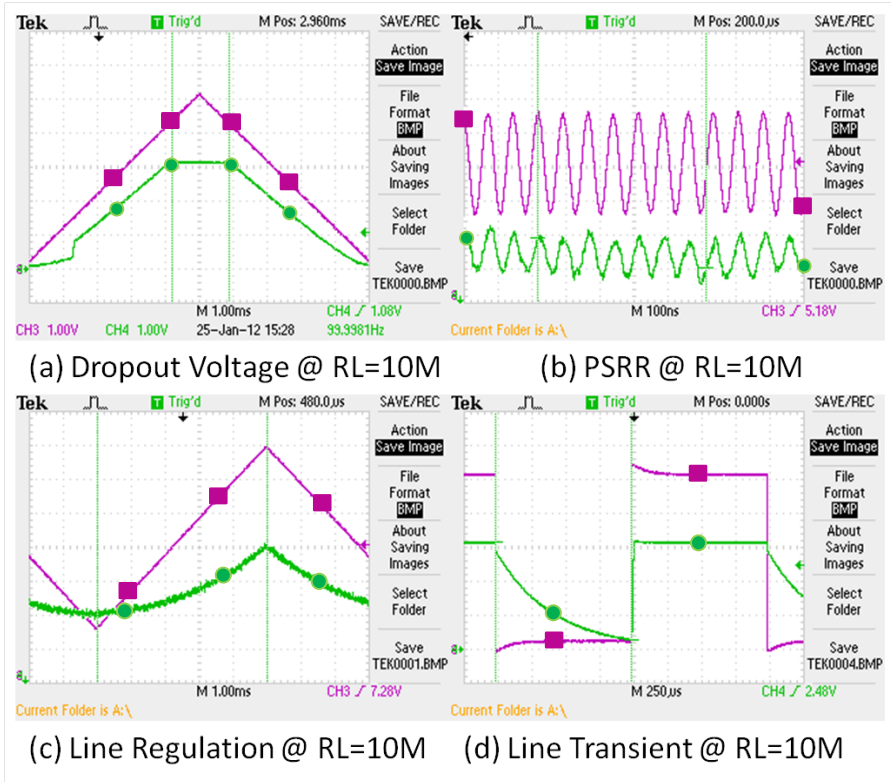 Tek T Trig'd M Pos: 2.960ms SAVE/REC
Action
Save Image
File
Format
BMP
About
Saving
Images
Select
Folder
Save
TEK0000.BMP
M 1.00ms CH4 / 1.08V
CH3 1.00V CH4 1.00V 25-Jan-12 15:28 99.9981Hz
(a) Dropout Voltage @ RL=10M
Tek T Trig'd M Pos: 200.0µs SAVE/REC
Action
Save Image
File
Format
BMP
About
Saving
Images
Select
Folder
Save
TEK0000.BMP
M 100ns CH3 / 5.18V
Current Folder is A:\
(b) PSRR @ RL=10M
Tek T Trig'd M Pos: 480.0µs SAVE/REC
Action
Save Image
File
Format
BMP
About
Saving
Images
Select
Folder
Save
TEK0001.BMP
M 1.00ms CH3 / 7.28V
Current Folder is A:\
(c) Line Regulation @ RL=10M
Tek T Trig'd M Pos: 0.000s SAVE/REC
Action
Save Image
File
Format
BMP
About
Saving
Images
Select
Folder
Save
TEK0004.BMP
M 250µs CH4 / 2.48V
Current Folder is A:\
(d) Line Transient @ RL=10M